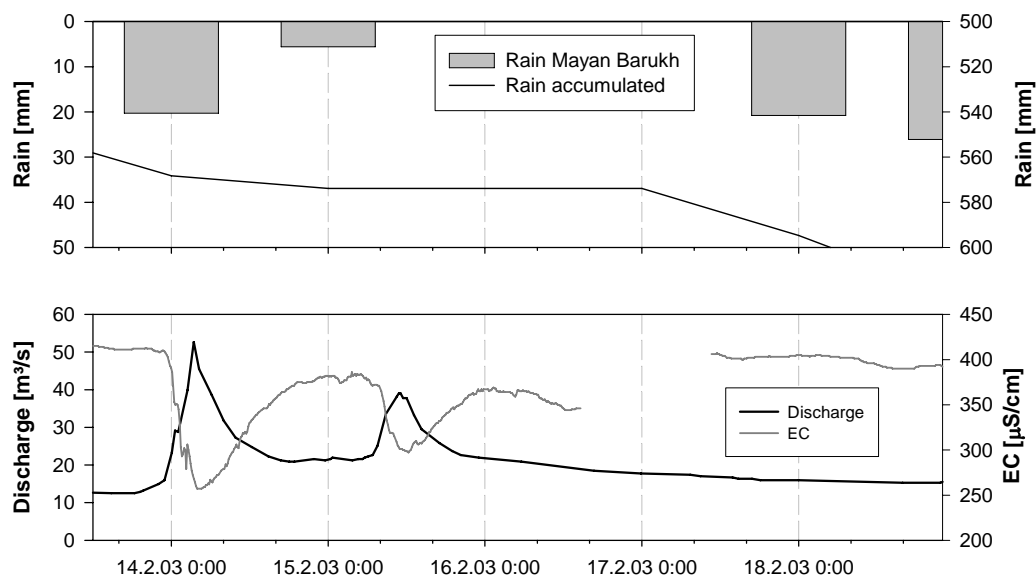 0
10
20
30
40
50
Rain [mm]
500
520
540
560
580
600
Rain [mm]
Rain Mayan Barukh
Rain accumulated
60
50
40
30
20
10
0
Discharge [m³/s]
450
400
350
300
250
200
EC [µS/cm]
Discharge
EC
14.2.03 0:00 15.2.03 0:00 16.2.03 0:00 17.2.03 0:00 18.2.03 0:00